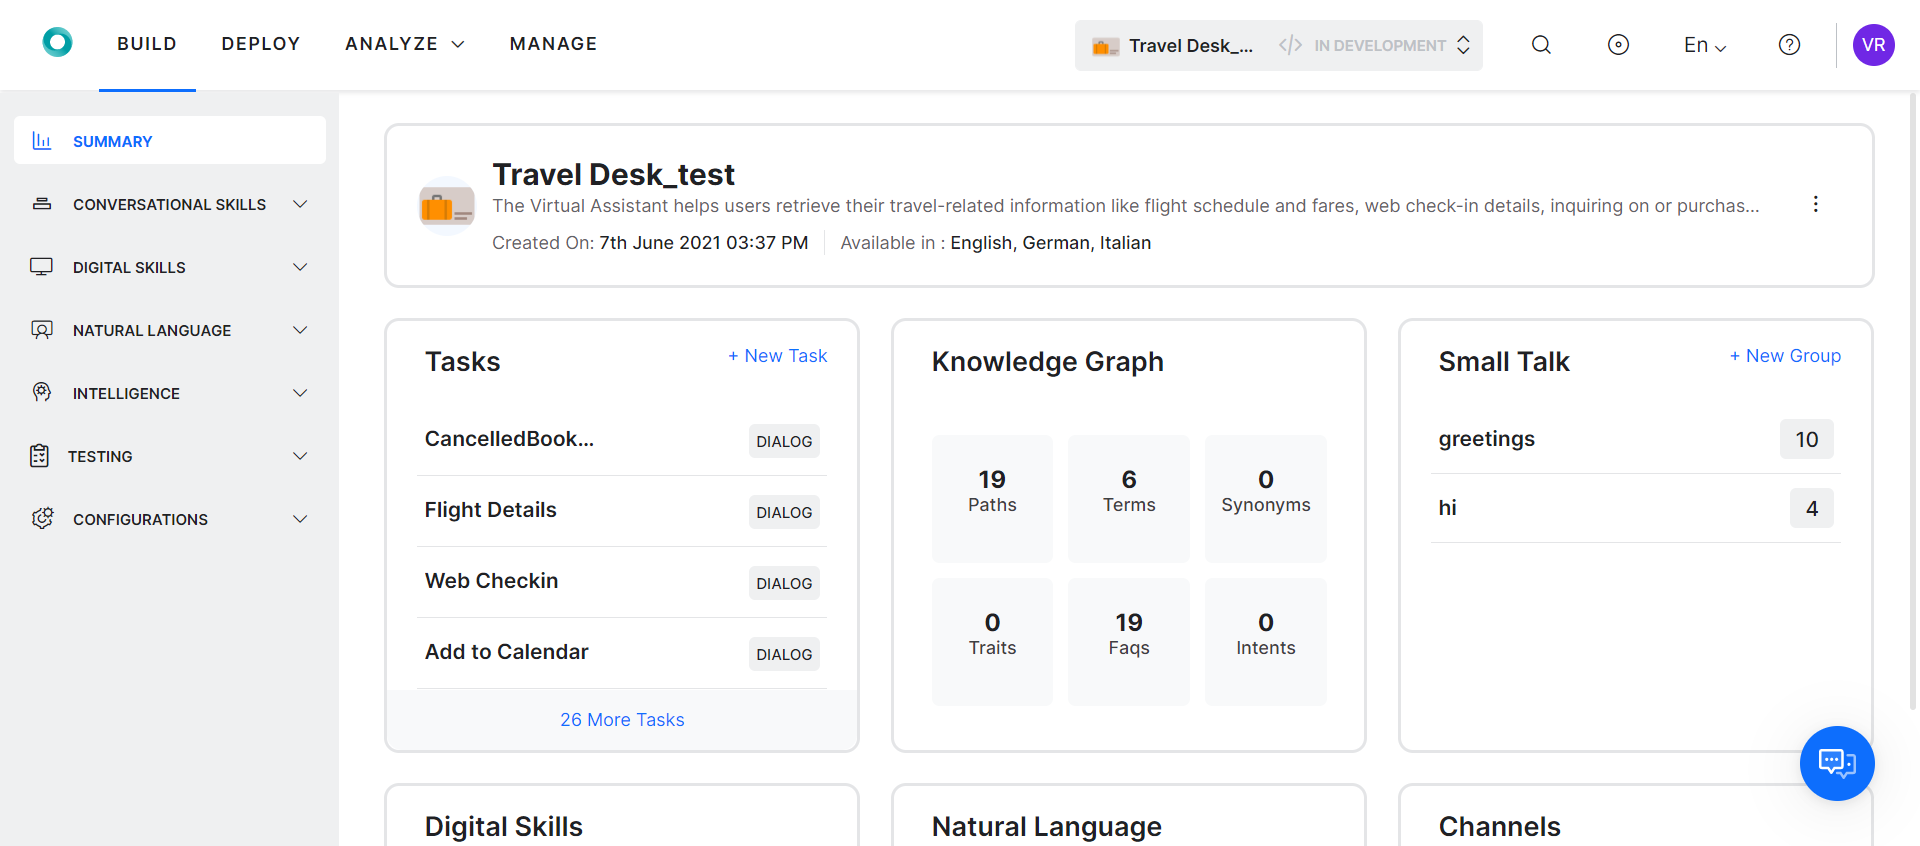 BUILD DEPLOY ANALYZE MANAGE Travel Desk_... </> IN DEVELOPMENT En VR
SUMMARY
CONVERSATIONAL SKILLS
DIGITAL SKILLS
NATURAL LANGUAGE
INTELLIGENCE
TESTING
CONFIGURATIONS
Travel Desk_test
The Virtual Assistant helps users retrieve their travel-related information like flight schedule and fares, web check-in details, inquiring on or purchas...
Created On: 7th June 2021 03:37 PM Available in : English, German, Italian
Tasks + New Task
CancelledBook... DIALOG
Flight Details DIALOG
Web Checkin DIALOG
Add to Calendar DIALOG
26 More Tasks
Knowledge Graph
19 6 0
Paths Terms Synonyms
0 19 0
Traits Faqs Intents
Small Talk + New Group
greetings 10
hi 4
Digital Skills
Natural Language
Channels